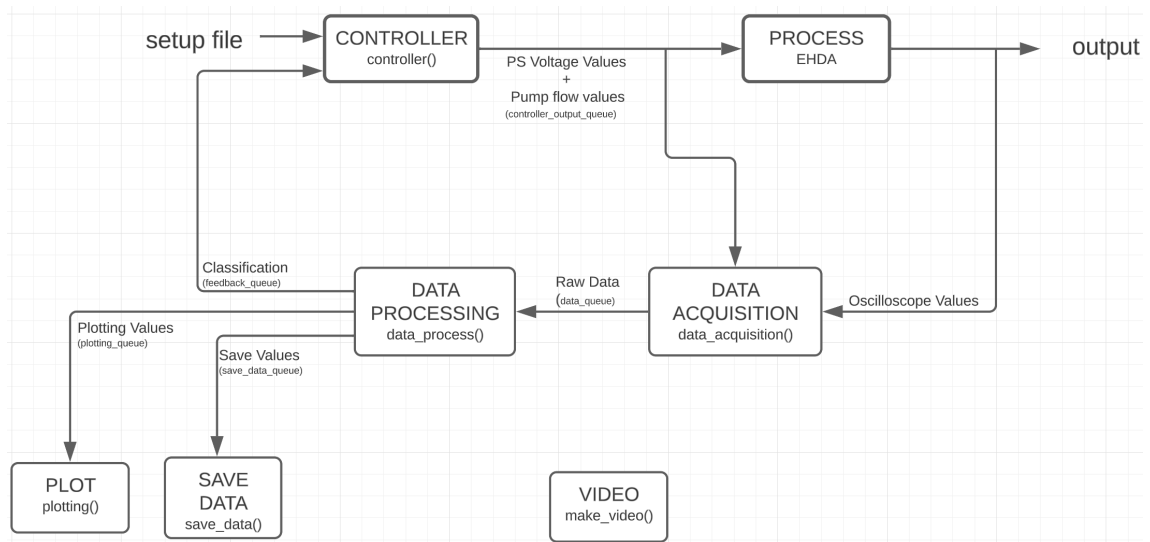 setup file
CONTROLLER
controller()
PS Voltage Values
+
Pump flow values
(controller_output_queue)
PROCESS
EHDA
output
Classification
(feedback_queue)
DATA
PROCESSING
data_process()
Raw Data
(data_queue)
DATA
ACQUISITION
data_acquisition()
Oscilloscope Values
Plotting Values
(plotting_queue)
Save Values
(save_data_queue)
PLOT
plotting()
SAVE
DATA
save_data()
VIDEO
make_video()